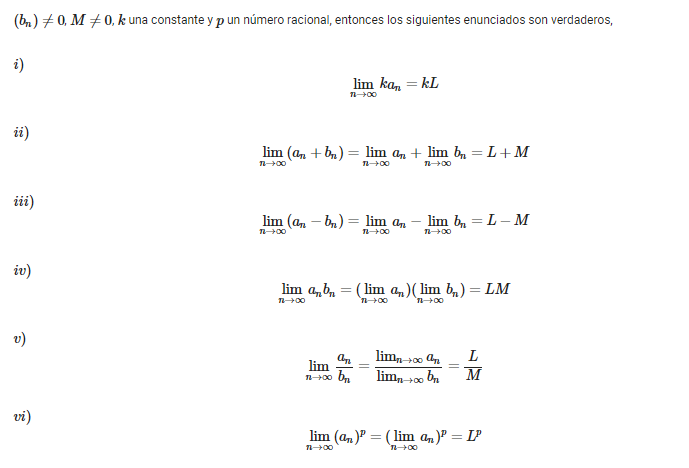 $(b_n) \neq 0$, $M \neq 0$, $k$ una constante y $p$ un número racional, entonces los siguientes enunciados son verdaderos,
$i)$
$\lim_{n \to \infty} k a_n = kL$
$ii)$
$\lim_{n \to \infty} (a_n + b_n) = \lim_{n \to \infty} a_n + \lim_{n \to \infty} b_n = L + M$
$iii)$
$\lim_{n \to \infty} (a_n - b_n) = \lim_{n \to \infty} a_n - \lim_{n \to \infty} b_n = L - M$
$iv)$
$\lim_{n \to \infty} a_n b_n = (\lim_{n \to \infty} a_n)(\lim_{n \to \infty} b_n) = LM$
$v)$
$\lim_{n \to \infty} \frac{a_n}{b_n} = \frac{\lim_{n \to \infty} a_n}{\lim_{n \to \infty} b_n} = \frac{L}{M}$
$vi)$
$\lim_{n \to \infty} (a_n)^p = (\lim_{n \to \infty} a_n)^p = L^p$